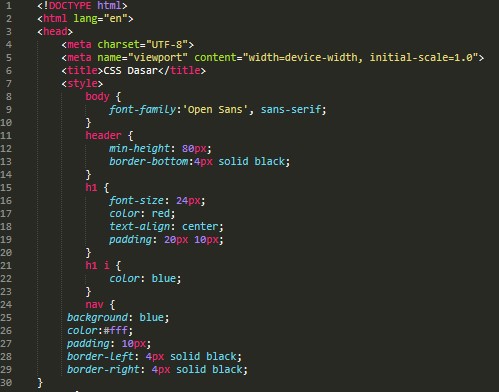 1 <!DOCTYPE html>
2 <html lang="en">
3 <head>
4 <meta charset="UTF-8">
5 <meta name="viewport" content="width=device-width, initial-scale=1.0">
6 <title>CSS Dasar</title>
7 <style>
8 body {
9 font-family:'Open Sans', sans-serif;
10 }
11 header {
12 min-height: 80px;
13 border-bottom:4px solid black;
14 }
15 h1 {
16 font-size: 24px;
17 color: red;
18 text-align: center;
19 padding: 20px 10px;
20 }
21 h1 i {
22 color: blue;
23 }
24 nav {
25 background: blue;
26 color:#fff;
27 padding: 10px;
28 border-left: 4px solid black;
29 border-right: 4px solid black;
30 }